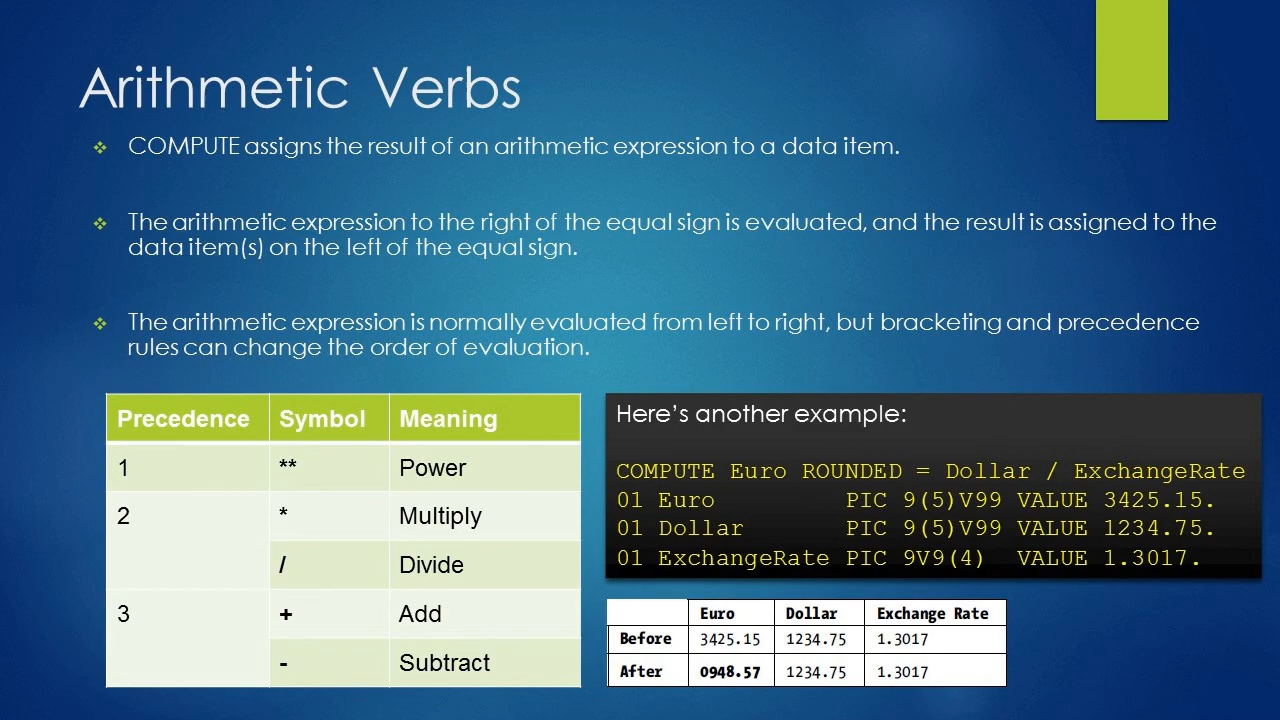 Arithmetic Verbs
COMPUTE assigns the result of an arithmetic expression to a data item.
The arithmetic expression to the right of the equal sign is evaluated, and the result is assigned to the
data item(s) on the left of the equal sign.
The arithmetic expression is normally evaluated from left to right, but bracketing and precedence
rules can change the order of evaluation.
Precedence Symbol Meaning
1 ** Power
2 * Multiply
/ Divide
3 + Add
- Subtract
Here's another example:
COMPUTE Euro ROUNDED = Dollar / ExchangeRate
01 Euro PIC 9(5)V99 VALUE 3425.15.
01 Dollar PIC 9(5)V99 VALUE 1234.75.
01 ExchangeRate PIC 9V9(4) VALUE 1.3017.
Euro Dollar Exchange Rate
Before 3425.15 1234.75 1.3017
After 0948.57 1234.75 1.3017